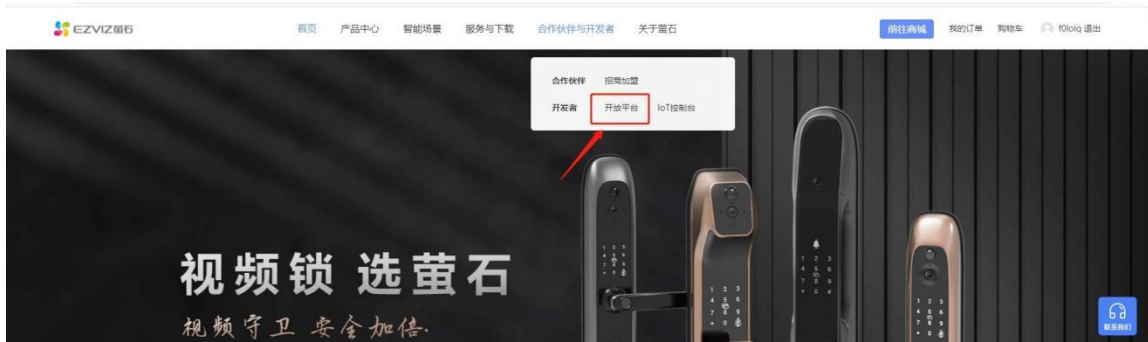 EZVIZ萤石 首页 产品中心 智能场景 服务与下载 合作伙伴与开发者 关于萤石 前往商城 我的订单 购物车 f0lolq 退出
合作伙伴 招商加盟
开发者 开放平台 IoT控制台
视频锁 选萤石
视频守卫 安全加倍.
联系我们